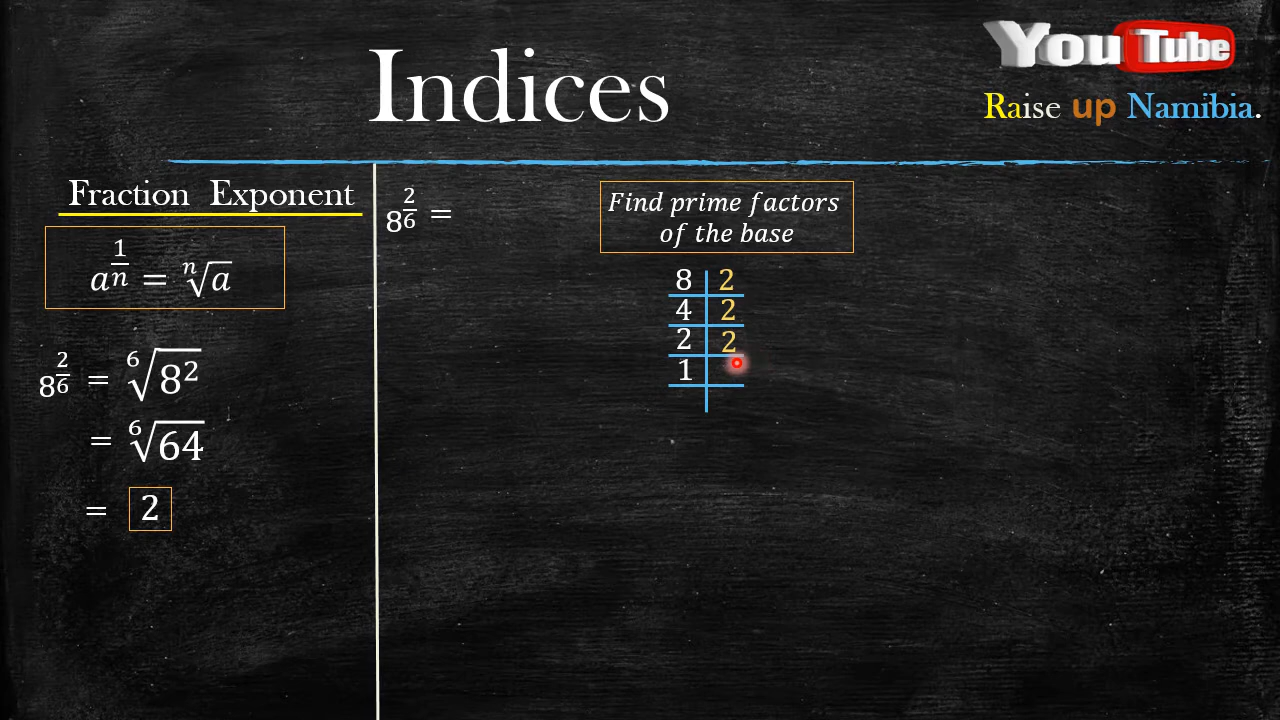 Indices
YouTube
Raise up Namibia.
Fraction Exponent
a^(1/n) = ⁿ√a
8^(2/6) = ⁶√8²
= ⁶√64
= 2
8^(2/6) =
Find prime factors
of the base
8 2
4 2
2 2
1